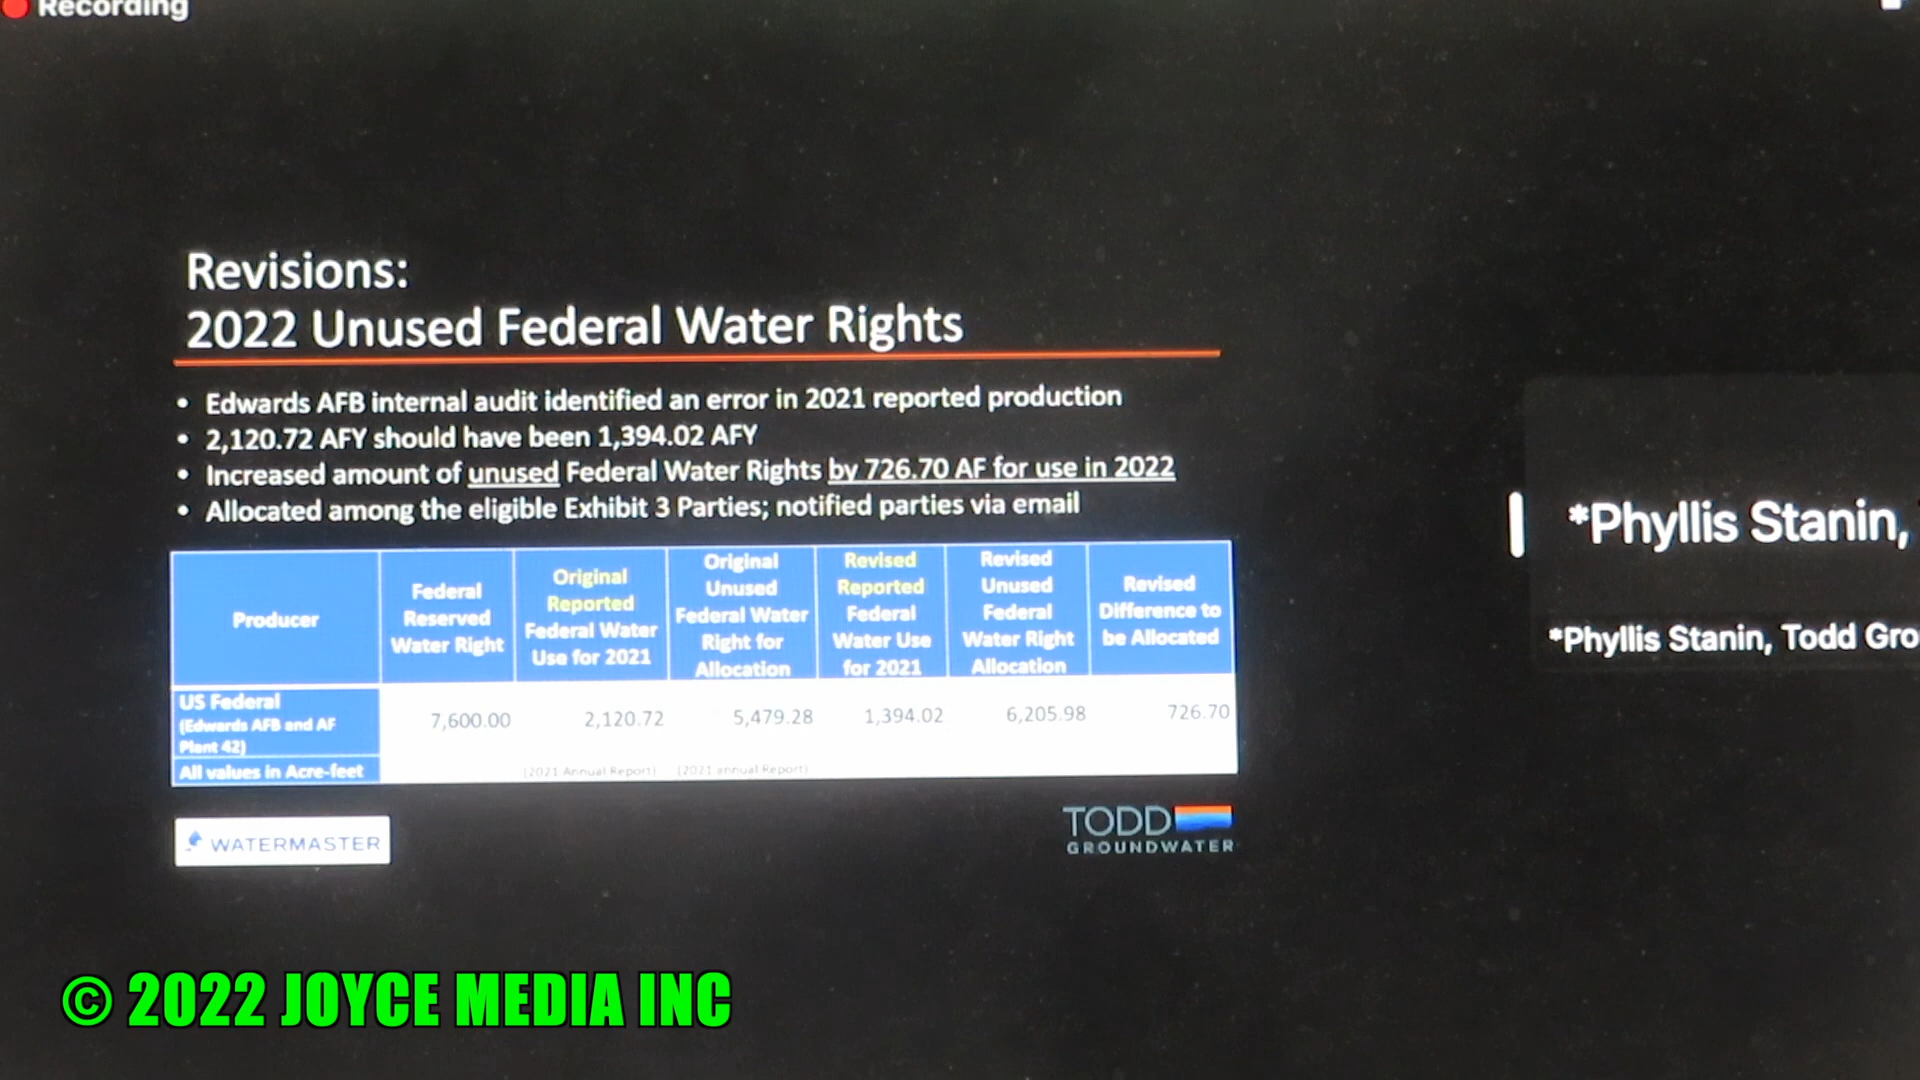 Recording
Revisions:
2022 Unused Federal Water Rights
• Edwards AFB internal audit identified an error in 2021 reported production
• 2,120.72 AFY should have been 1,394.02 AFY
• Increased amount of unused Federal Water Rights by 726.70 AF for use in 2022
• Allocated among the eligible Exhibit 3 Parties; notified parties via email
Producer
Federal
Reserved
Water Right
Original
Reported
Federal Water
Use for 2021
Original
Unused
Federal Water
Right for
Allocation
Revised
Reported
Federal
Water Use
for 2021
Revised
Unused
Federal
Water Right
Allocation
Revised
Difference to
be Allocated
US Federal
(Edwards AFB and AF
Plant 42)
7,600.00
2,120.72
5,479.28
1,394.02
6,205.98
726.70
All values in Acre-feet
(2021 Annual Report)
(2021 annual Report)
WATERMASTER
TODD
GROUNDWATER
*Phyllis Stanin,
*Phyllis Stanin, Todd Gro
© 2022 JOYCE MEDIA INC